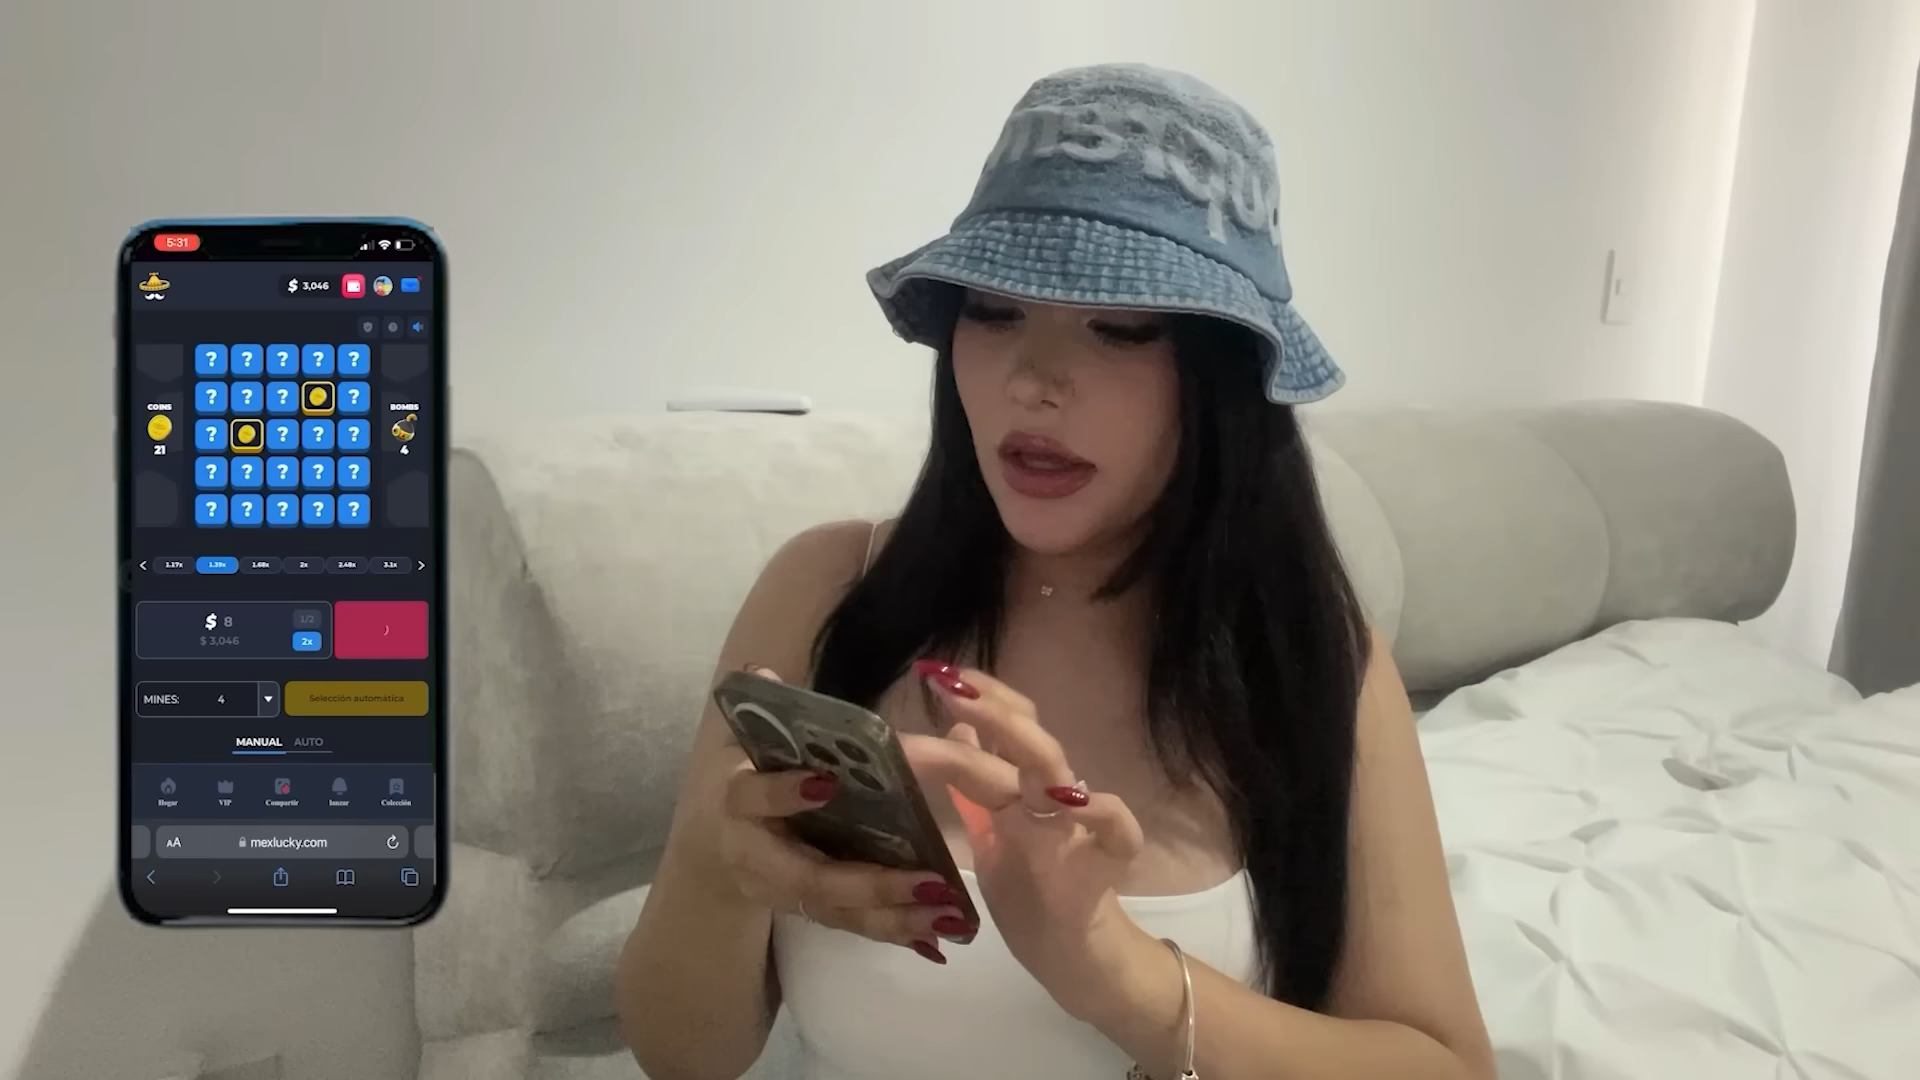 5:31
$ 3,046
? ? ? ? ?
? ? ? ?
? ? ? ?
? ? ? ? ?
? ? ? ? ?
COINS
21
BOMBS
4
< 1.17x 1.39x 1.68x 2x 2.48x 3.1x >
$ 8
1/2
$ 3,046
2x
MINES: 4
Selección automática
MANUAL AUTO
Hogar VIP Compartir lanzar Colección
AA mexlucky.com